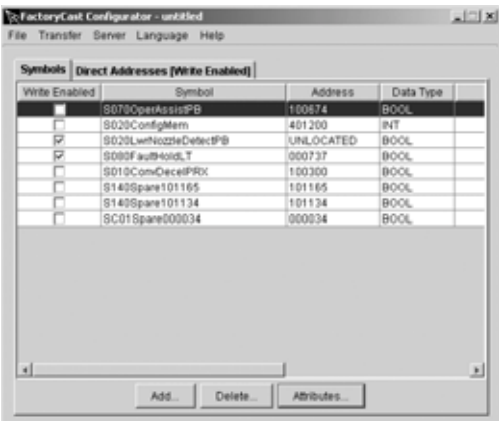 FactoryCast Configurator - untitled
File Transfer Server Language Help
Symbols Direct Addresses [Write Enabled]
Write Enabled Symbol Address Data Type
S070OperAssistPB 100674 BOOL
S020ConfigMem 401200 INT
S020LwrNozzleDetectPB UNLOCATED BOOL
S080FaultHoldLT 000737 BOOL
S010ConvDecelPRX 100300 BOOL
S140Spare101165 101165 BOOL
S140Spare101134 101134 BOOL
SC01Spare000034 000034 BOOL
Add... Delete... Attributes...